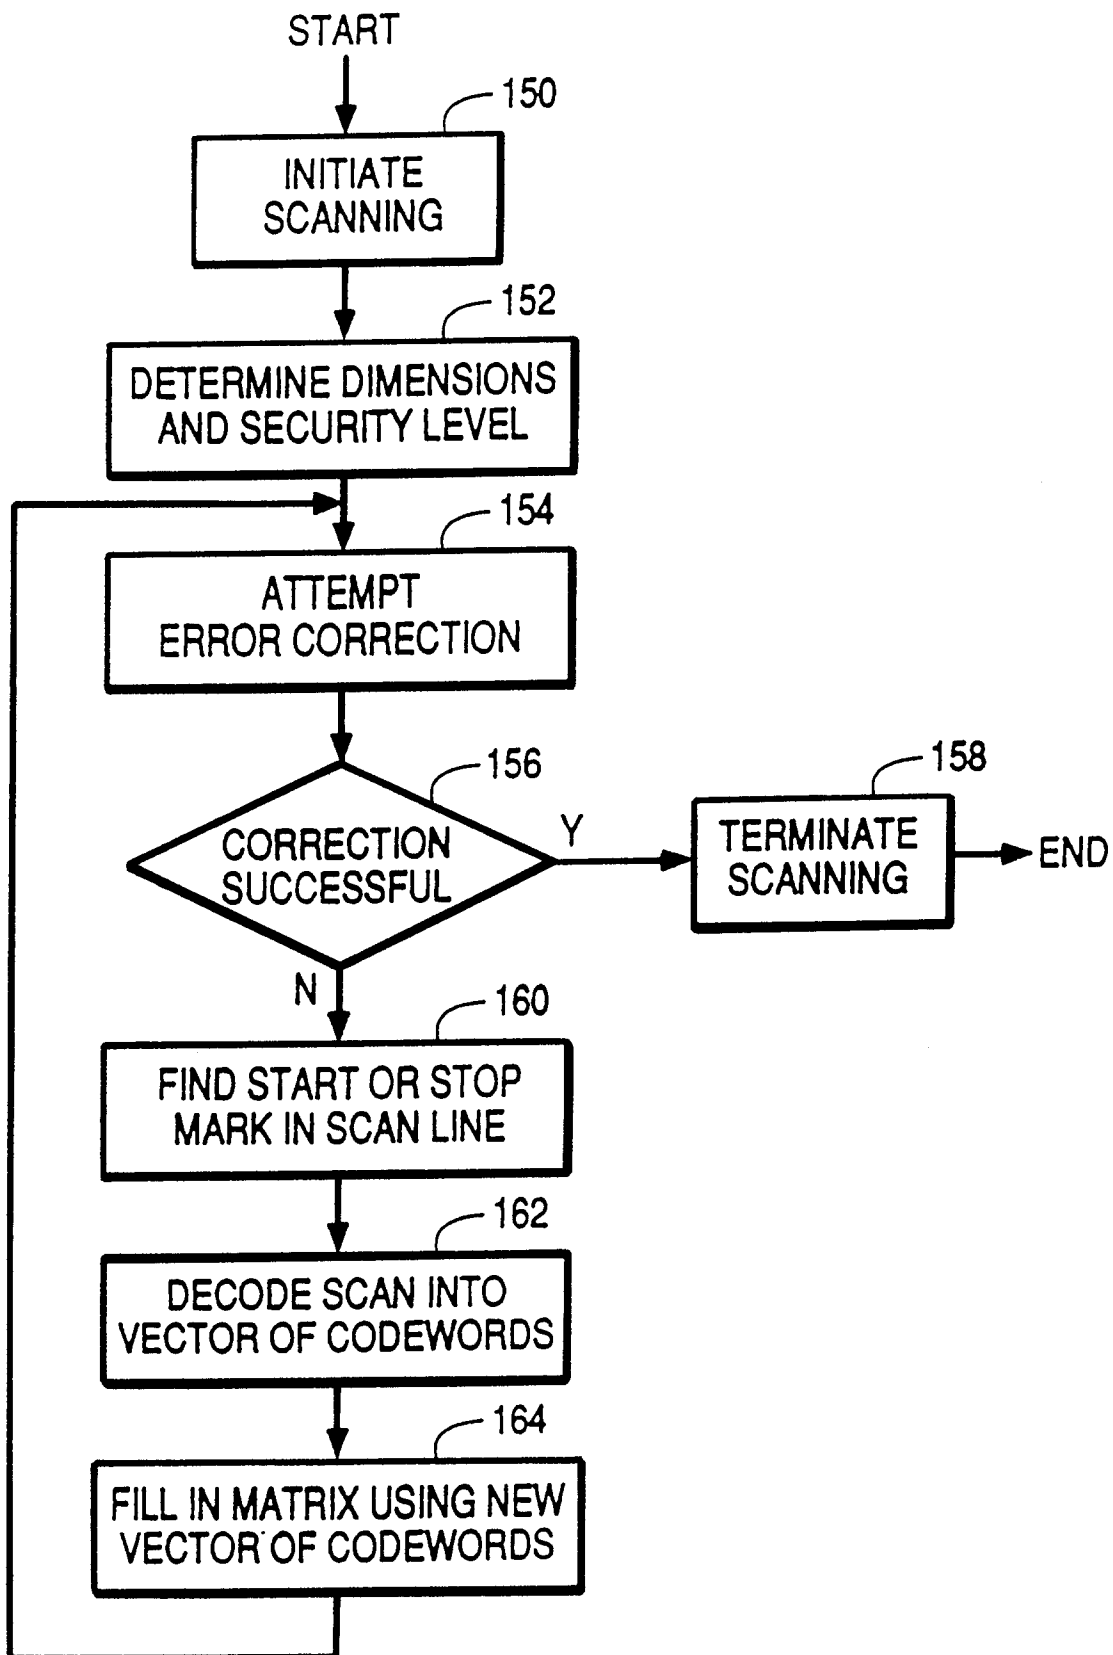 START
150
INITIATE
SCANNING
152
DETERMINE DIMENSIONS
AND SECURITY LEVEL
154
ATTEMPT
ERROR CORRECTION
156
CORRECTION
SUCCESSFUL
Y
158
TERMINATE
SCANNING
END
N
160
FIND START OR STOP
MARK IN SCAN LINE
162
DECODE SCAN INTO
VECTOR OF CODEWORDS
164
FILL IN MATRIX USING NEW
VECTOR OF CODEWORDS